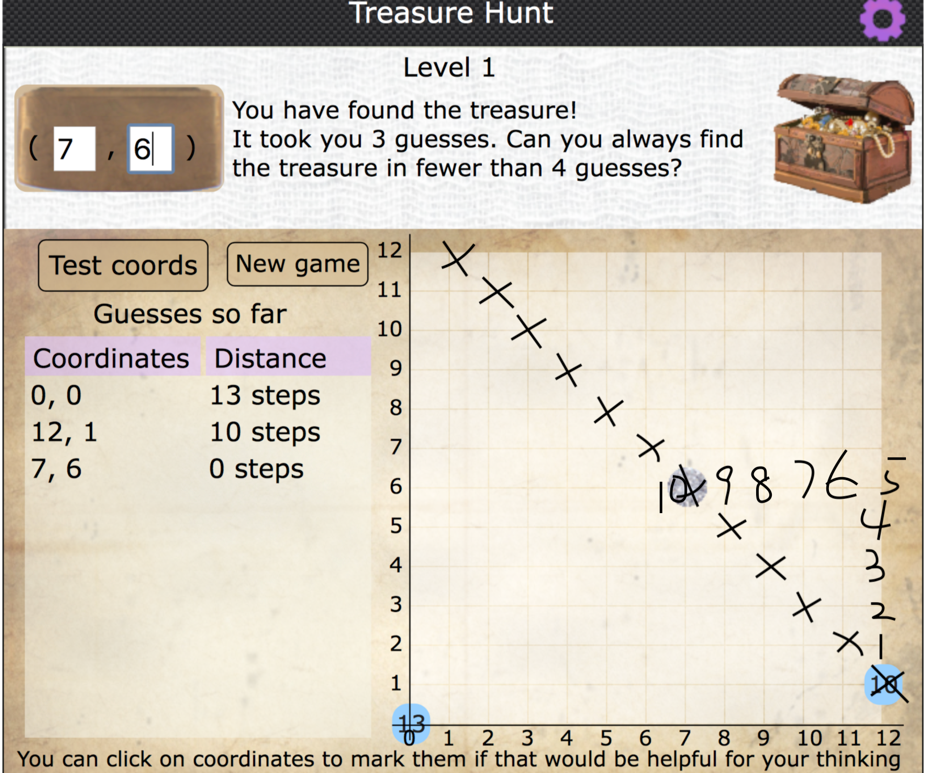 Treasure Hunt
Level 1
( 7 , 6 )
You have found the treasure!
It took you 3 guesses. Can you always find
the treasure in fewer than 4 guesses?
Test coords
New game
Guesses so far
Coordinates Distance
0, 0 13 steps
12, 1 10 steps
7, 6 0 steps
12
11
10
9
8
7
6 10 9 8 7 6 5
5 4
4 3
3 2
2 1
1 10
13
0 1 2 3 4 5 6 7 8 9 10 11 12
You can click on coordinates to mark them if that would be helpful for your thinking